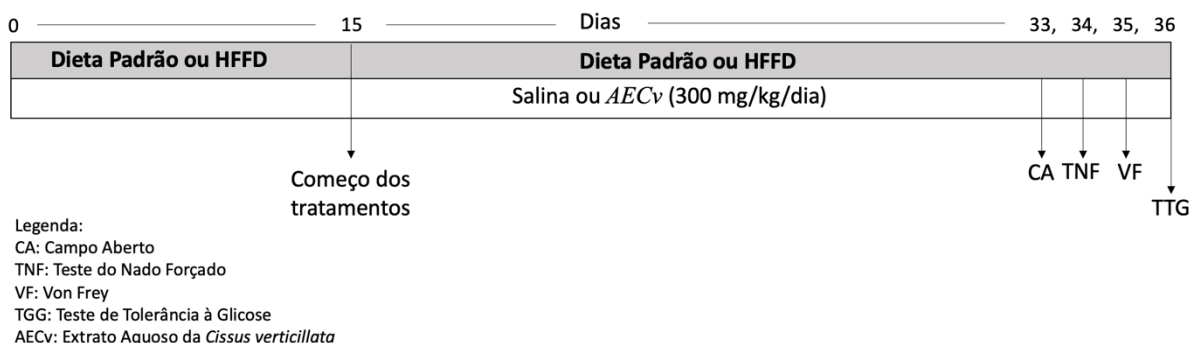 0 15 Dias 33, 34, 35, 36
Dieta Padrão ou HFFD Dieta Padrão ou HFFD
Salina ou AECv (300 mg/kg/dia)
Começo dos
tratamentos
CA TNF VF
TTG
Legenda:
CA: Campo Aberto
TNF: Teste do Nado Forçado
VF: Von Frey
TGG: Teste de Tolerância à Glicose
AECv: Extrato Aquoso da Cissus verticillata